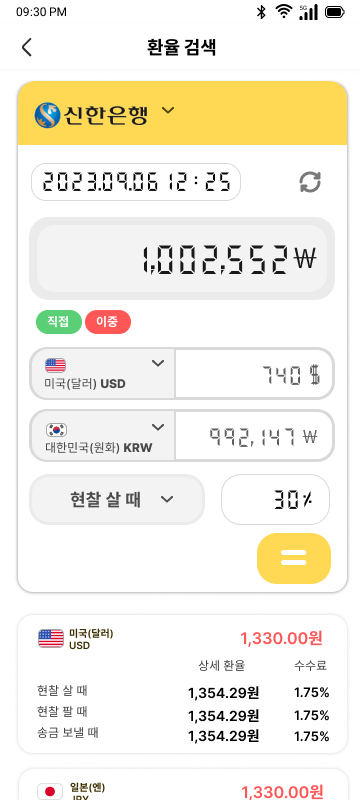 09:30 PM
5G
환율 검색
신한은행
2023.09.06 12:25
1,002,552₩
직접 이중
미국(달러) USD
740 $
대한민국(원화) KRW
992,147 ₩
현찰 살 때
30%
미국(달러)
USD
1,330.00원
상세 환율 수수료
현찰 살 때 1,354.29원 1.75%
현찰 팔 때 1,354.29원 1.75%
송금 보낼 때 1,354.29원 1.75%
일본(엔)
JPY
1,330.00원